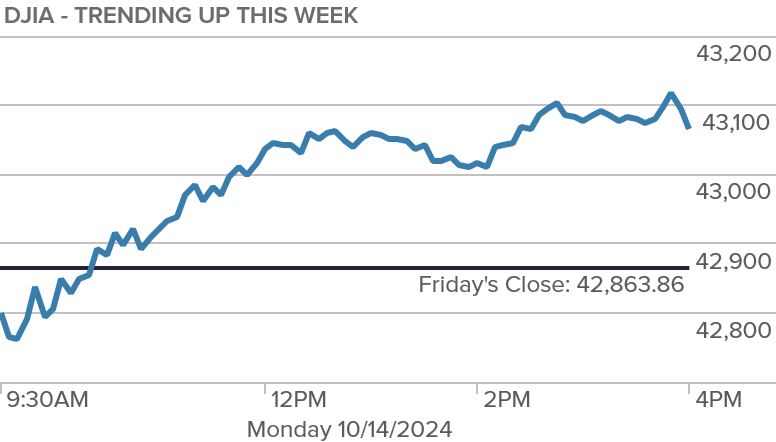 DJIA - TRENDING UP THIS WEEK
43,200
43,100
43,000
42,900
Friday's Close: 42,863.86
42,800
9:30AM 12PM 2PM 4PM
Monday 10/14/2024